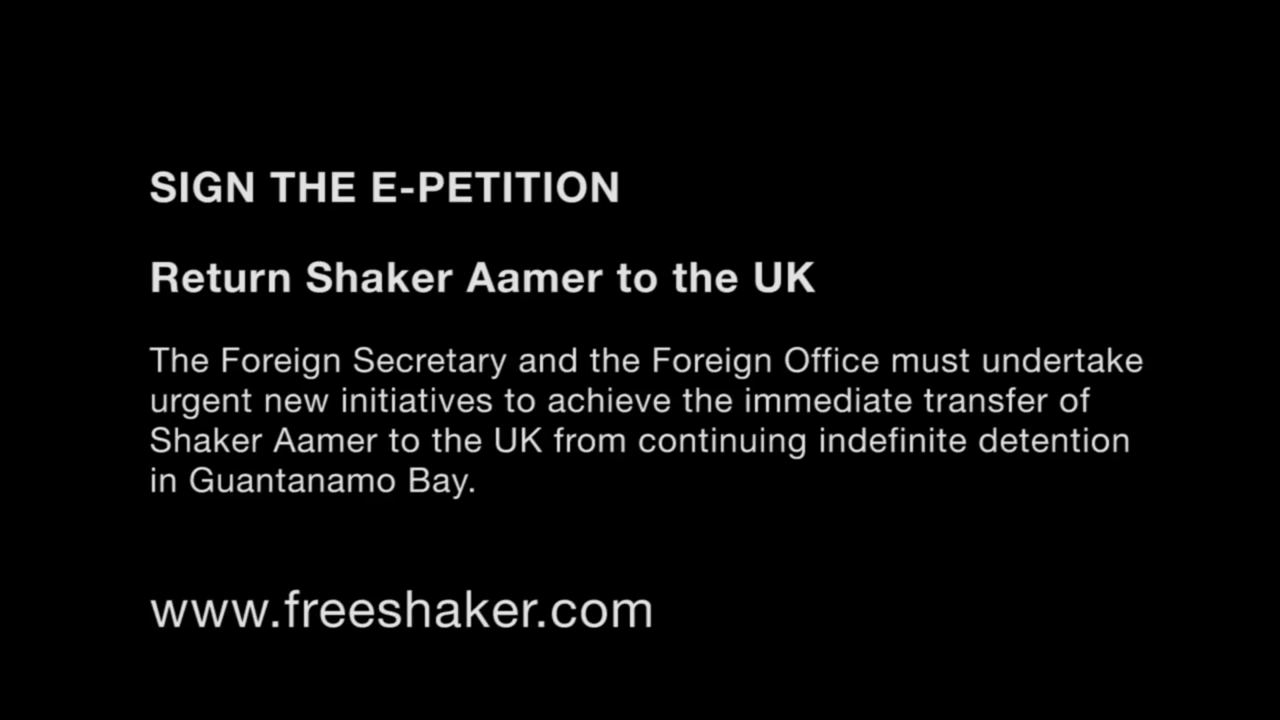 SIGN THE E-PETITION
Return Shaker Aamer to the UK
The Foreign Secretary and the Foreign Office must undertake
urgent new initiatives to achieve the immediate transfer of
Shaker Aamer to the UK from continuing indefinite detention
in Guantanamo Bay.
www.freeshaker.com